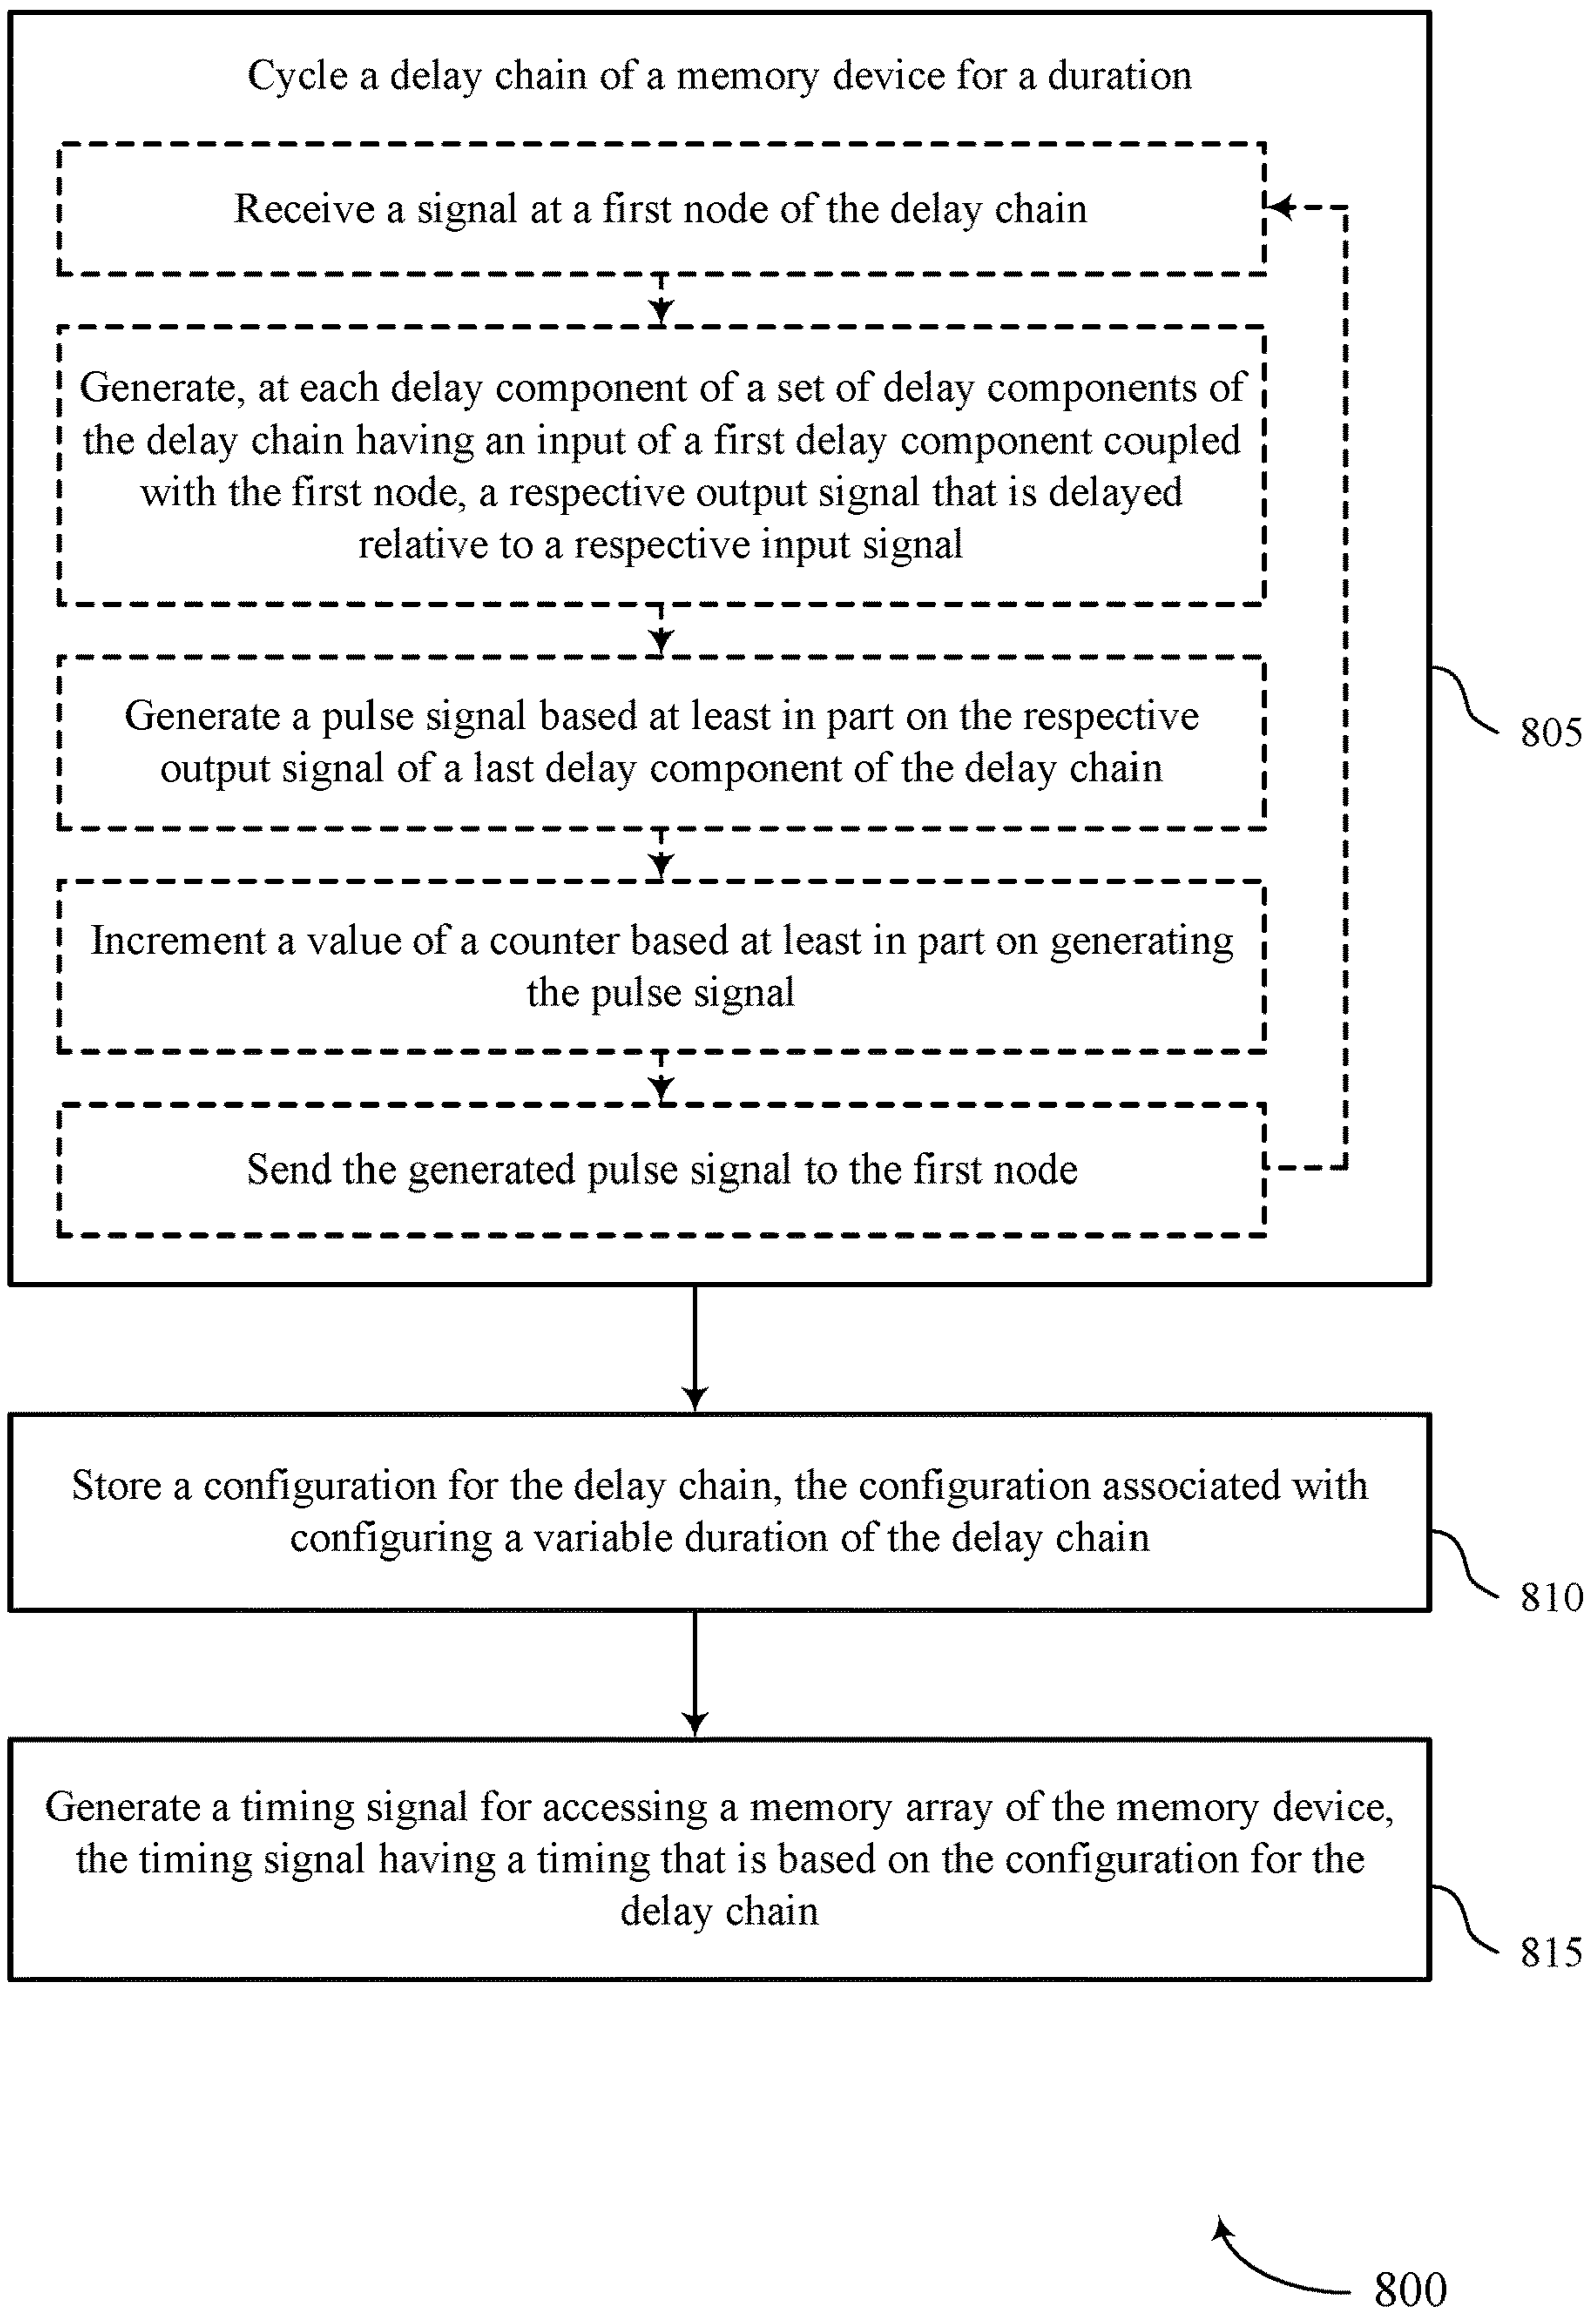 Cycle a delay chain of a memory device for a duration
Receive a signal at a first node of the delay chain
Generate, at each delay component of a set of delay components of
the delay chain having an input of a first delay component coupled
with the first node, a respective output signal that is delayed
relative to a respective input signal
Generate a pulse signal based at least in part on the respective
output signal of a last delay component of the delay chain
805
Increment a value of a counter based at least in part on generating
the pulse signal
Send the generated pulse signal to the first node
Store a configuration for the delay chain, the configuration associated with
configuring a variable duration of the delay chain
810
Generate a timing signal for accessing a memory array of the memory device,
the timing signal having a timing that is based on the configuration for the
delay chain
815
800